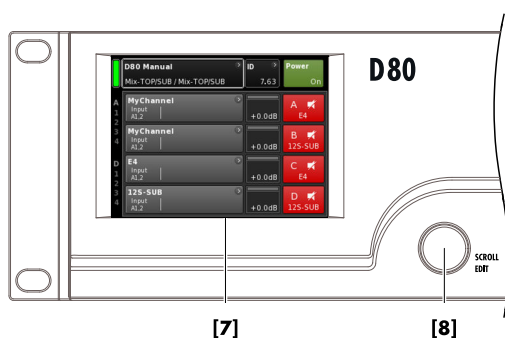 D80 Manual
Mix-TOP/SUB / Mix-TOP/SUB
ID
7.63
Power
On
D80
A
1
2
3
4
D
1
2
3
4
MyChannel
Input
A1,2
+0.0dB
A
E4
MyChannel
Input
A1,2
+0.0dB
B
12S-SUB
E4
Input
A1,2
+0.0dB
C
E4
12S-SUB
Input
A1,2
+0.0dB
D
12S-SUB
SCROLL
EDIT
[7]
[8]